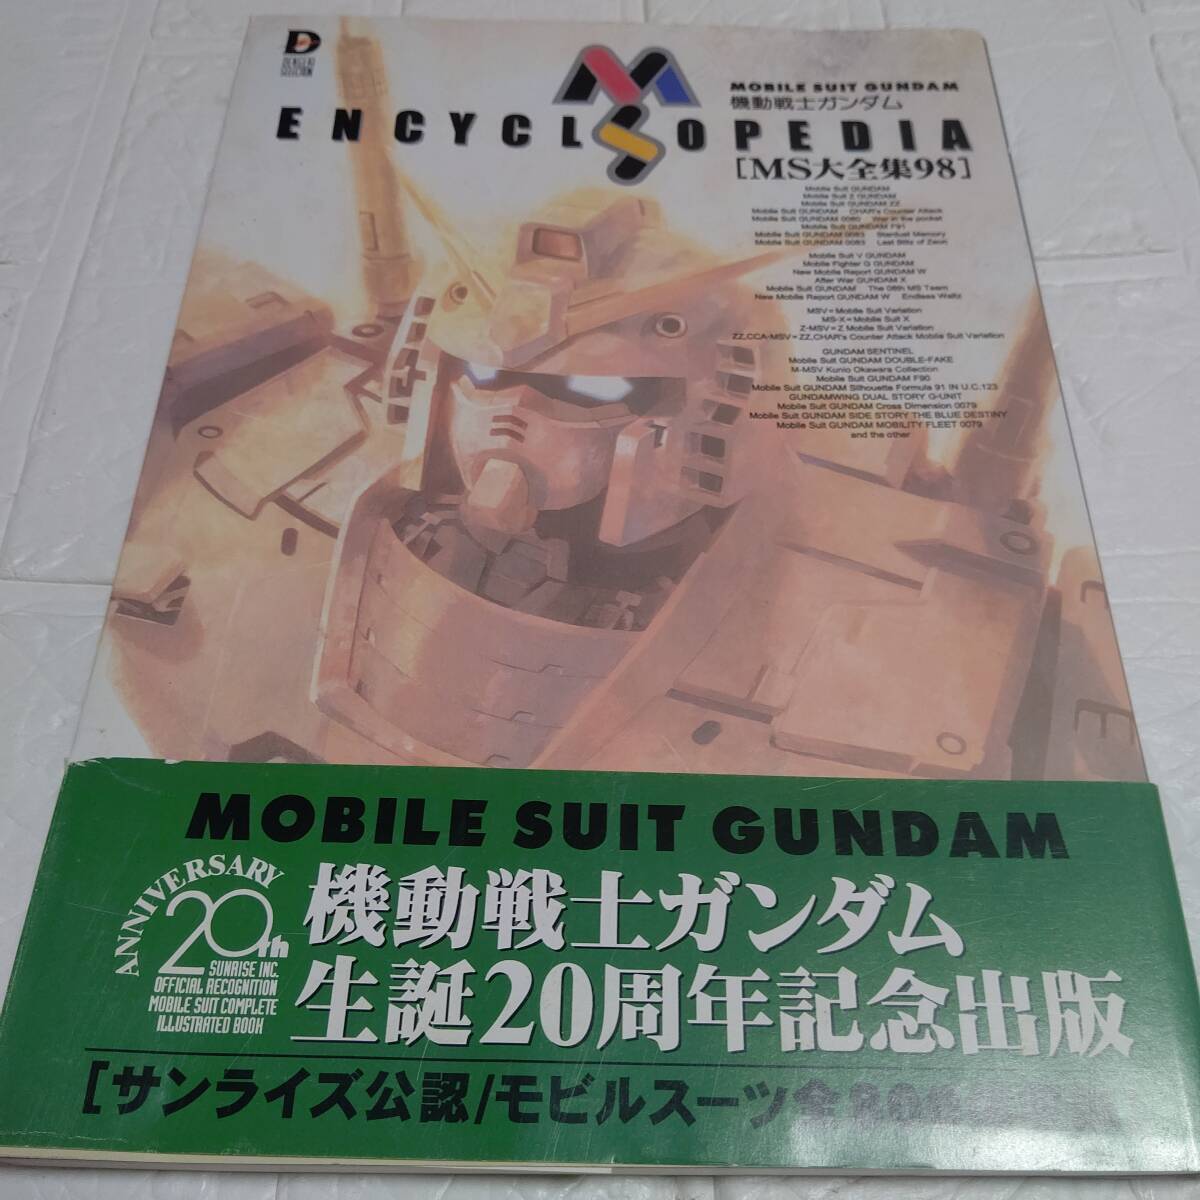 D
DENGEKI
SELECTION
MS
MOBILE SUIT GUNDAM
機動戦士ガンダム
ENCYCLOPEDIA
[MS大全集98]
Mobile Suit GUNDAM
Mobile Suit Z GUNDAM
Mobile Suit GUNDAM ZZ
Mobile Suit GUNDAM CHAR's Counter Attack
Mobile Suit GUNDAM 0080 War in the pocket
Mobile Suit GUNDAM F91
Mobile Suit GUNDAM 0083 Stardust Memory
Mobile Suit GUNDAM 0083 Last Blitz of Zeon
Mobile Suit V GUNDAM
Mobile Fighter G GUNDAM
New Mobile Report GUNDAM W
After War GUNDAM X
Mobile Suit GUNDAM The 08th MS Team
New Mobile Report GUNDAM W Endless Waltz
MSV=Mobile Suit Variation
MS-X=Mobile Suit X
Z-MSV=Z Mobile Suit Variation
ZZ,CCA-MSV=ZZ,CHAR's Counter Attack Mobile Suit Variation
GUNDAM SENTINEL
Mobile Suit GUNDAM DOUBLE-FAKE
M-MSV Kunio Okawara Collection
Mobile Suit GUNDAM F90
Mobile Suit GUNDAM Silhouette Formula 91 IN U.C.123
GUNDAMWING DUAL STORY G-UNIT
Mobile Suit GUNDAM Cross Dimension 0079
Mobile Suit GUNDAM SIDE STORY THE BLUE DESTINY
Mobile Suit GUNDAM MOBILITY FLEET 0079
and the other
MOBILE SUIT GUNDAM
ANNIVERSARY
20th
SUNRISE INC.
OFFICIAL RECOGNITION
MOBILE SUIT COMPLETE
ILLUSTRATED BOOK
機動戦士ガンダム
生誕20周年記念出版
[サンライズ公認/モビルスーツ全